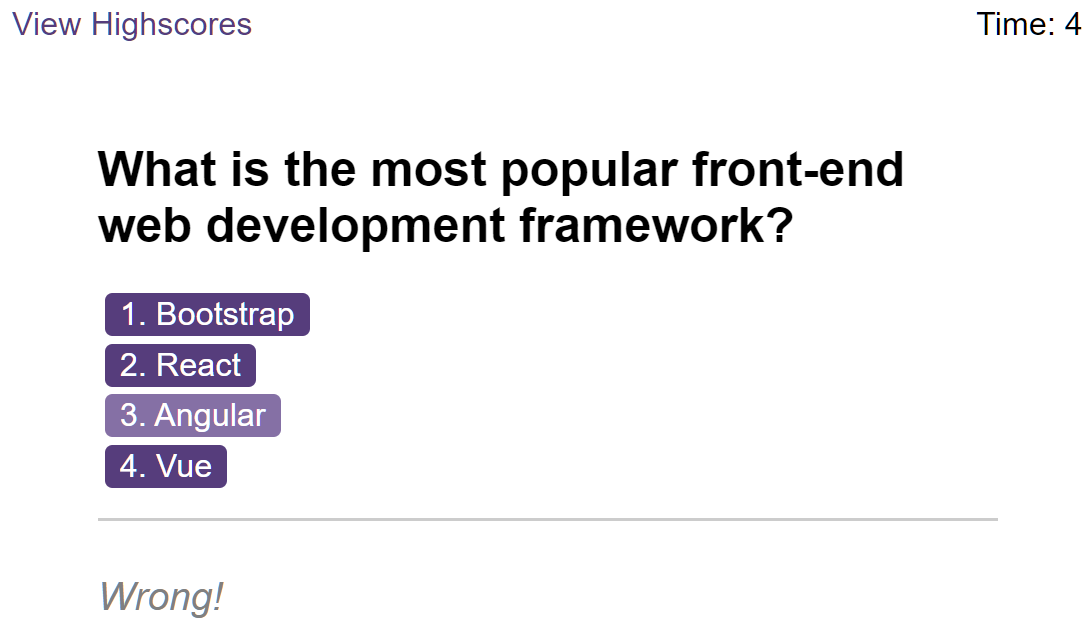 View Highscores
Time: 4
What is the most popular front-end
web development framework?
1. Bootstrap
2. React
3. Angular
4. Vue
Wrong!